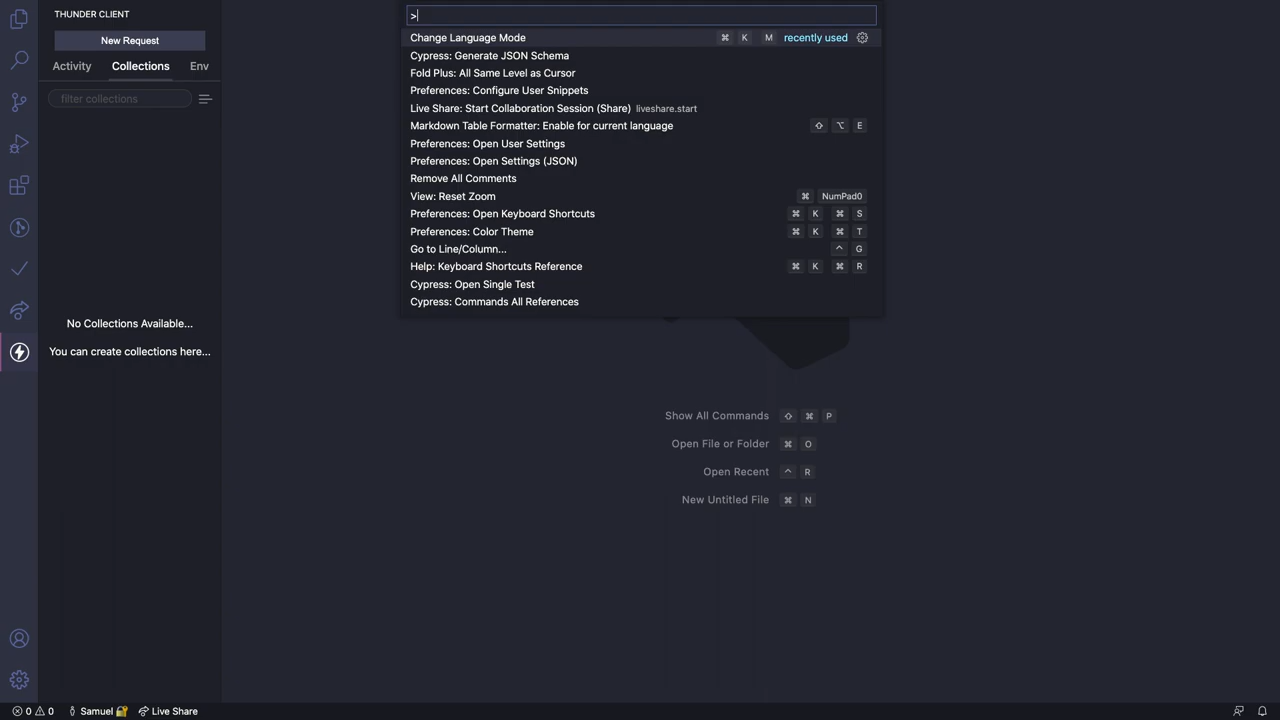 THUNDER CLIENT
New Request
Activity Collections Env
filter collections
No Collections Available...
You can create collections here...
>
Change Language Mode ⌘ K M recently used
Cypress: Generate JSON Schema
Fold Plus: All Same Level as Cursor
Preferences: Configure User Snippets
Live Share: Start Collaboration Session (Share) liveshare.start
Markdown Table Formatter: Enable for current language ⇧ ⌥ E
Preferences: Open User Settings
Preferences: Open Settings (JSON)
Remove All Comments
View: Reset Zoom ⌘ NumPad0
Preferences: Open Keyboard Shortcuts ⌘ K ⌘ S
Preferences: Color Theme ⌘ K ⌘ T
Go to Line/Column... ^ G
Help: Keyboard Shortcuts Reference ⌘ K ⌘ R
Cypress: Open Single Test
Cypress: Commands All References
Show All Commands ⇧ ⌘ P
Open File or Folder ⌘ O
Open Recent ^ R
New Untitled File ⌘ N
0 0 Samuel 🔐 Live Share